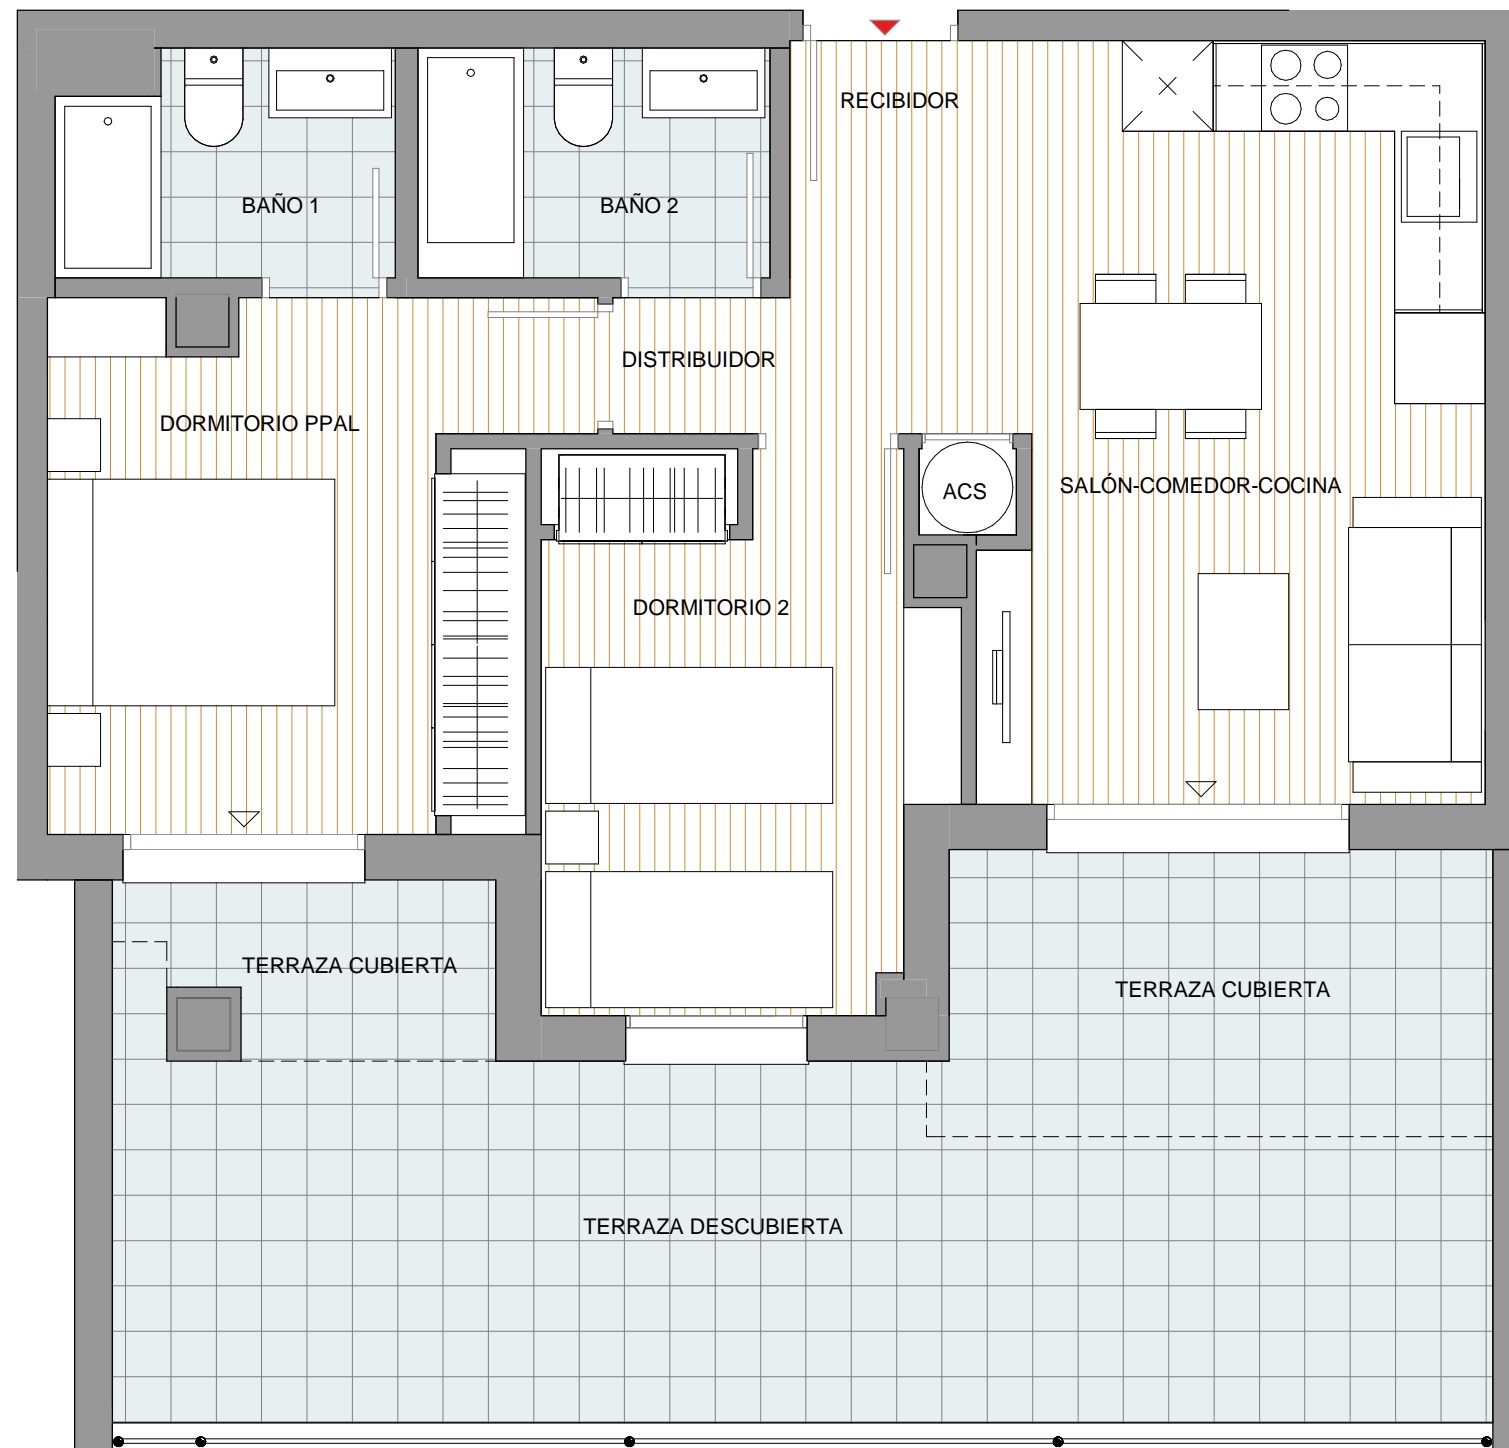 RECIBIDOR
BAÑO 1
BAÑO 2
DISTRIBUIDOR
DORMITORIO PPAL
ACS
SALÓN-COMEDOR-COCINA
DORMITORIO 2
TERRAZA CUBIERTA
TERRAZA CUBIERTA
TERRAZA DESCUBIERTA